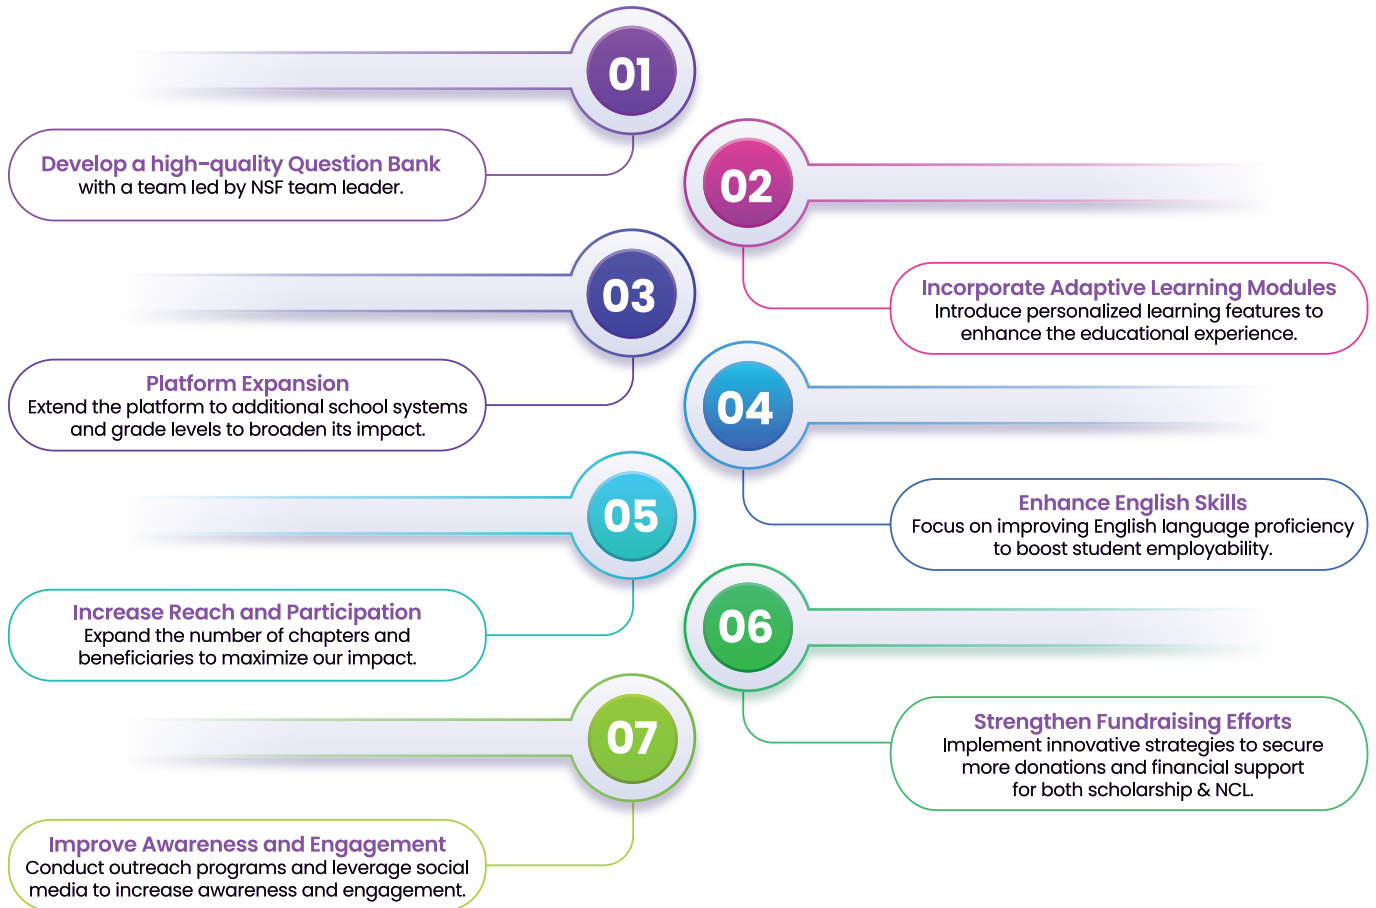 01
Develop a high-quality Question Bank
with a team led by NSF team leader.
02
Incorporate Adaptive Learning Modules
Introduce personalized learning features to
enhance the educational experience.
03
Platform Expansion
Extend the platform to additional school systems
and grade levels to broaden its impact.
04
Enhance English Skills
Focus on improving English language proficiency
to boost student employability.
05
Increase Reach and Participation
Expand the number of chapters and
beneficiaries to maximize our impact.
06
Strengthen Fundraising Efforts
Implement innovative strategies to secure
more donations and financial support
for both scholarship & NCL.
07
Improve Awareness and Engagement
Conduct outreach programs and leverage social
media to increase awareness and engagement.